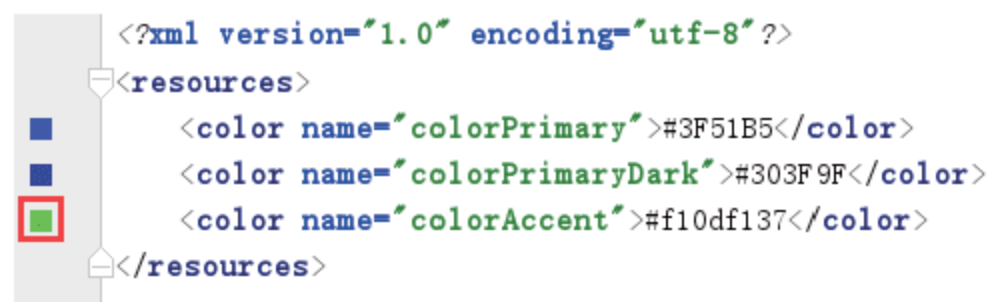 <?xml version="1.0" encoding="utf-8"?>
<resources>
<color name="colorPrimary">#3F51B5</color>
<color name="colorPrimaryDark">#303F9F</color>
<color name="colorAccent">#f10df137</color>
</resources>